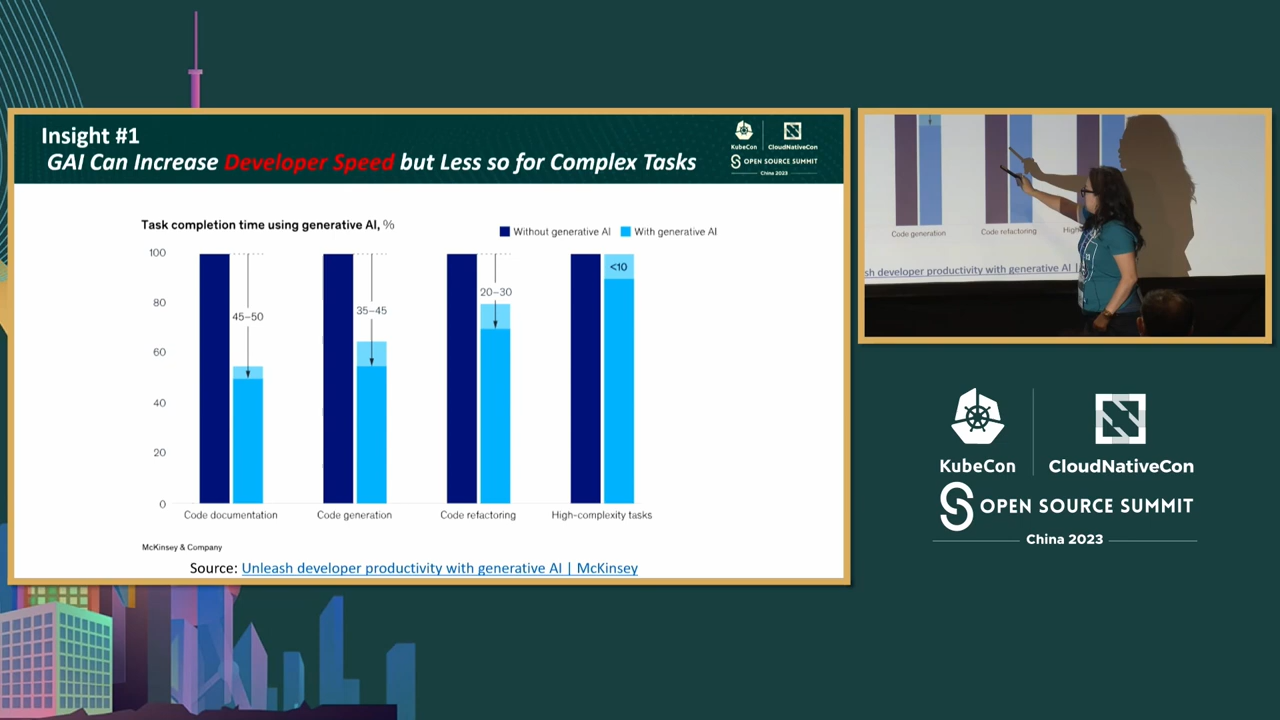 Insight #1
GAI Can Increase Developer Speed but Less so for Complex Tasks
KubeCon
CloudNativeCon
OPEN SOURCE SUMMIT
China 2023
Task completion time using generative AI, %
Without generative AI
With generative AI
100
80
60
40
20
0
45–50
35–45
20–30
<10
Code documentation
Code generation
Code refactoring
High-complexity tasks
McKinsey & Company
Source: Unleash developer productivity with generative AI | McKinsey
Code generation
Code refactoring
High
sh developer productivity with generative AI |
KubeCon
CloudNativeCon
OPEN SOURCE SUMMIT
China 2023